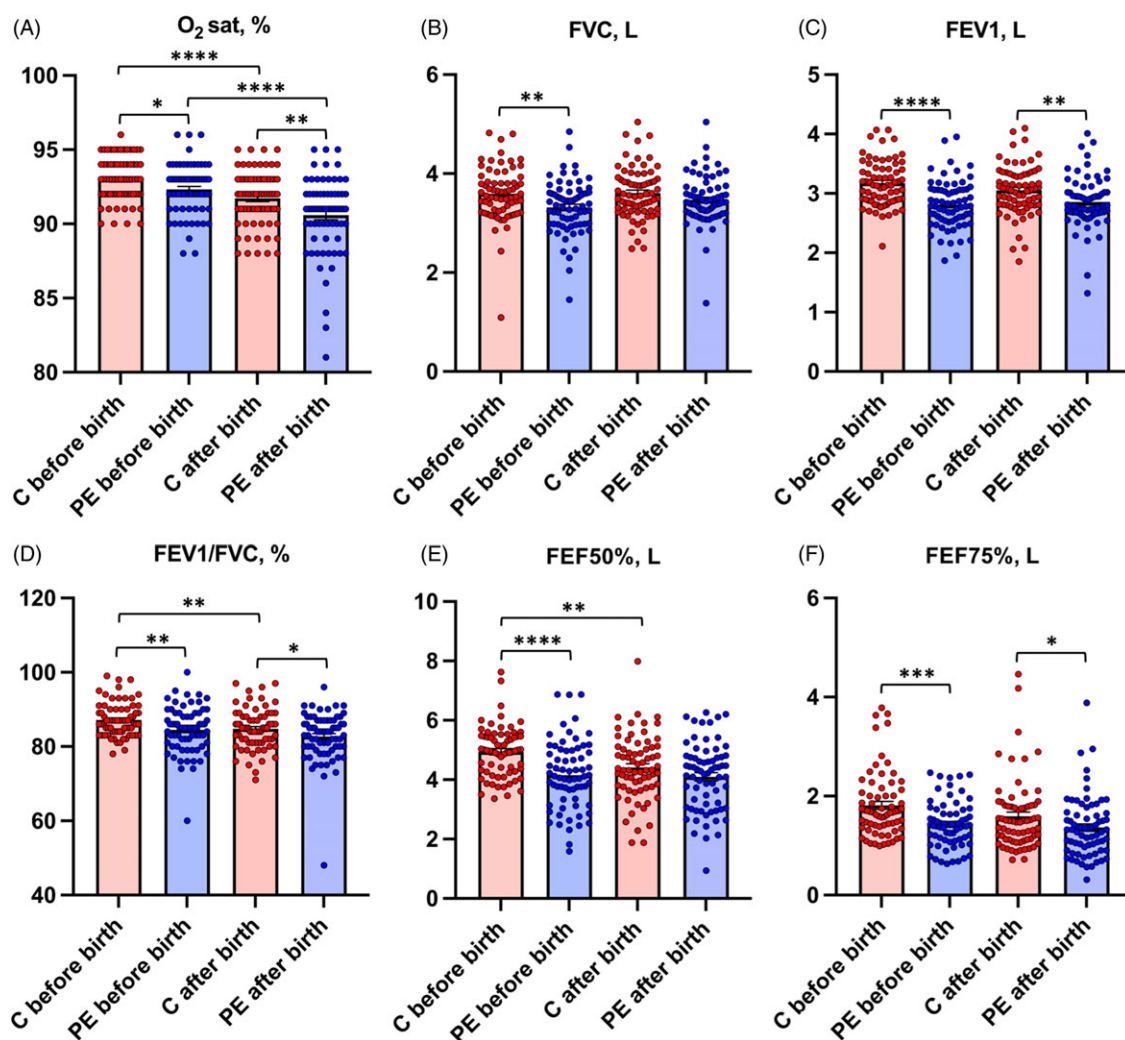 (A)
O₂ sat, %
****
*
****
**
100
95
90
85
80
C before birth
PE before birth
C after birth
PE after birth
(B)
FVC, L
**
6
4
2
0
C before birth
PE before birth
C after birth
PE after birth
(C)
FEV1, L
****
**
5
4
3
2
1
0
C before birth
PE before birth
C after birth
PE after birth
(D)
FEV1/FVC, %
**
**
*
120
100
80
60
40
C before birth
PE before birth
C after birth
PE after birth
(E)
FEF50%, L
**
****
10
8
6
4
2
0
C before birth
PE before birth
C after birth
PE after birth
(F)
FEF75%, L
***
*
6
4
2
0
C before birth
PE before birth
C after birth
PE after birth